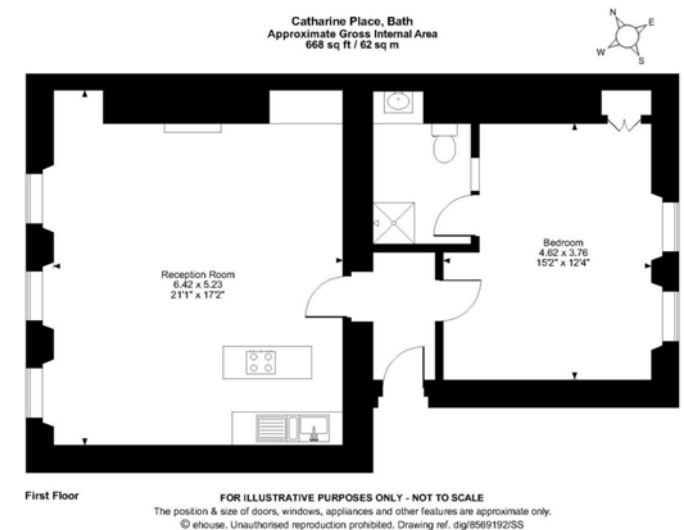 Catharine Place, Bath
Approximate Gross Internal Area
668 sq ft / 62 sq m
N
E
W
S
Bedroom
4.62 x 3.76
15'2" x 12'4"
Reception Room
6.42 x 5.23
21'1" x 17'2"
First Floor
FOR ILLUSTRATIVE PURPOSES ONLY - NOT TO SCALE
The position & size of doors, windows, appliances and other features are approximate only.
© ehouse. Unauthorised reproduction prohibited. Drawing ref. dig/8569192/SS